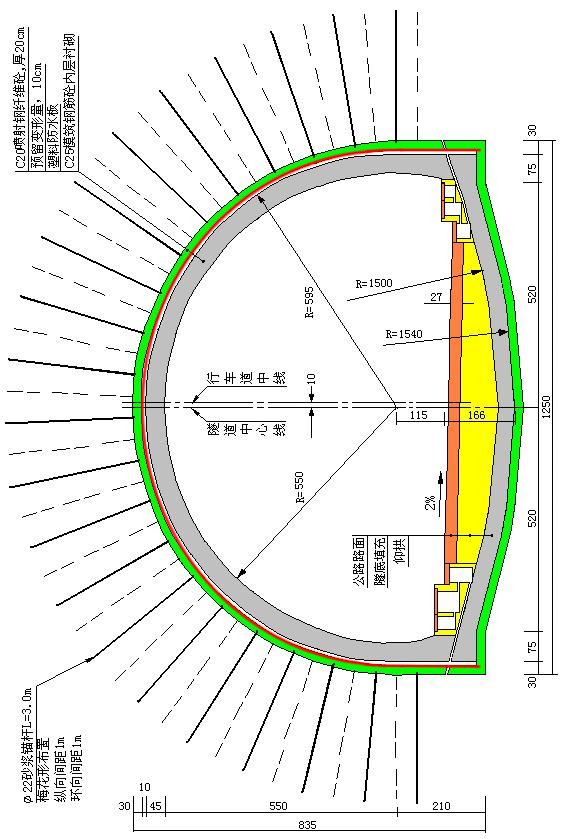 C20喷射钢纤维砼,厚20cm
预留变形量，10cm
塑料防水板
C25模筑钢筋砼内层衬砌
30
75
520
1250
520
75
30
R=1500
27
R=1540
R=595
行车道中线
10
隧道中心线
115
166
R=550
2%
公路路面
隧底填充
仰拱
φ22砂浆锚杆L=3.0m
梅花形布置
纵向间距1m
环向间距1m
10
30
45
550
210
835